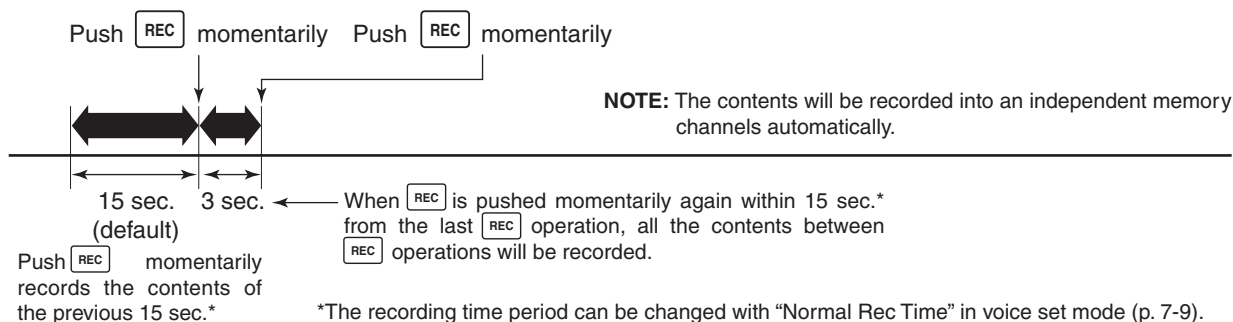 Push REC momentarily Push REC momentarily
NOTE: The contents will be recorded into an independent memory
channels automatically.
15 sec. 3 sec.
(default)
When REC is pushed momentarily again within 15 sec.*
from the last REC operation, all the contents between
REC operations will be recorded.
Push REC momentarily
records the contents of
the previous 15 sec.*
*The recording time period can be changed with “Normal Rec Time” in voice set mode (p. 7-9).